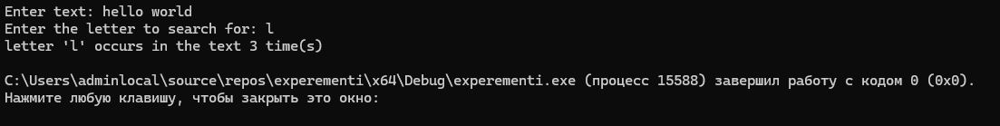 Enter text: hello world
Enter the letter to search for: l
letter 'l' occurs in the text 3 time(s)
C:\Users\adminlocal\source\repos\experementi\x64\Debug\experementi.exe (процесс 15588) завершил работу с кодом 0 (0x0).
Нажмите любую клавишу, чтобы закрыть это окно: